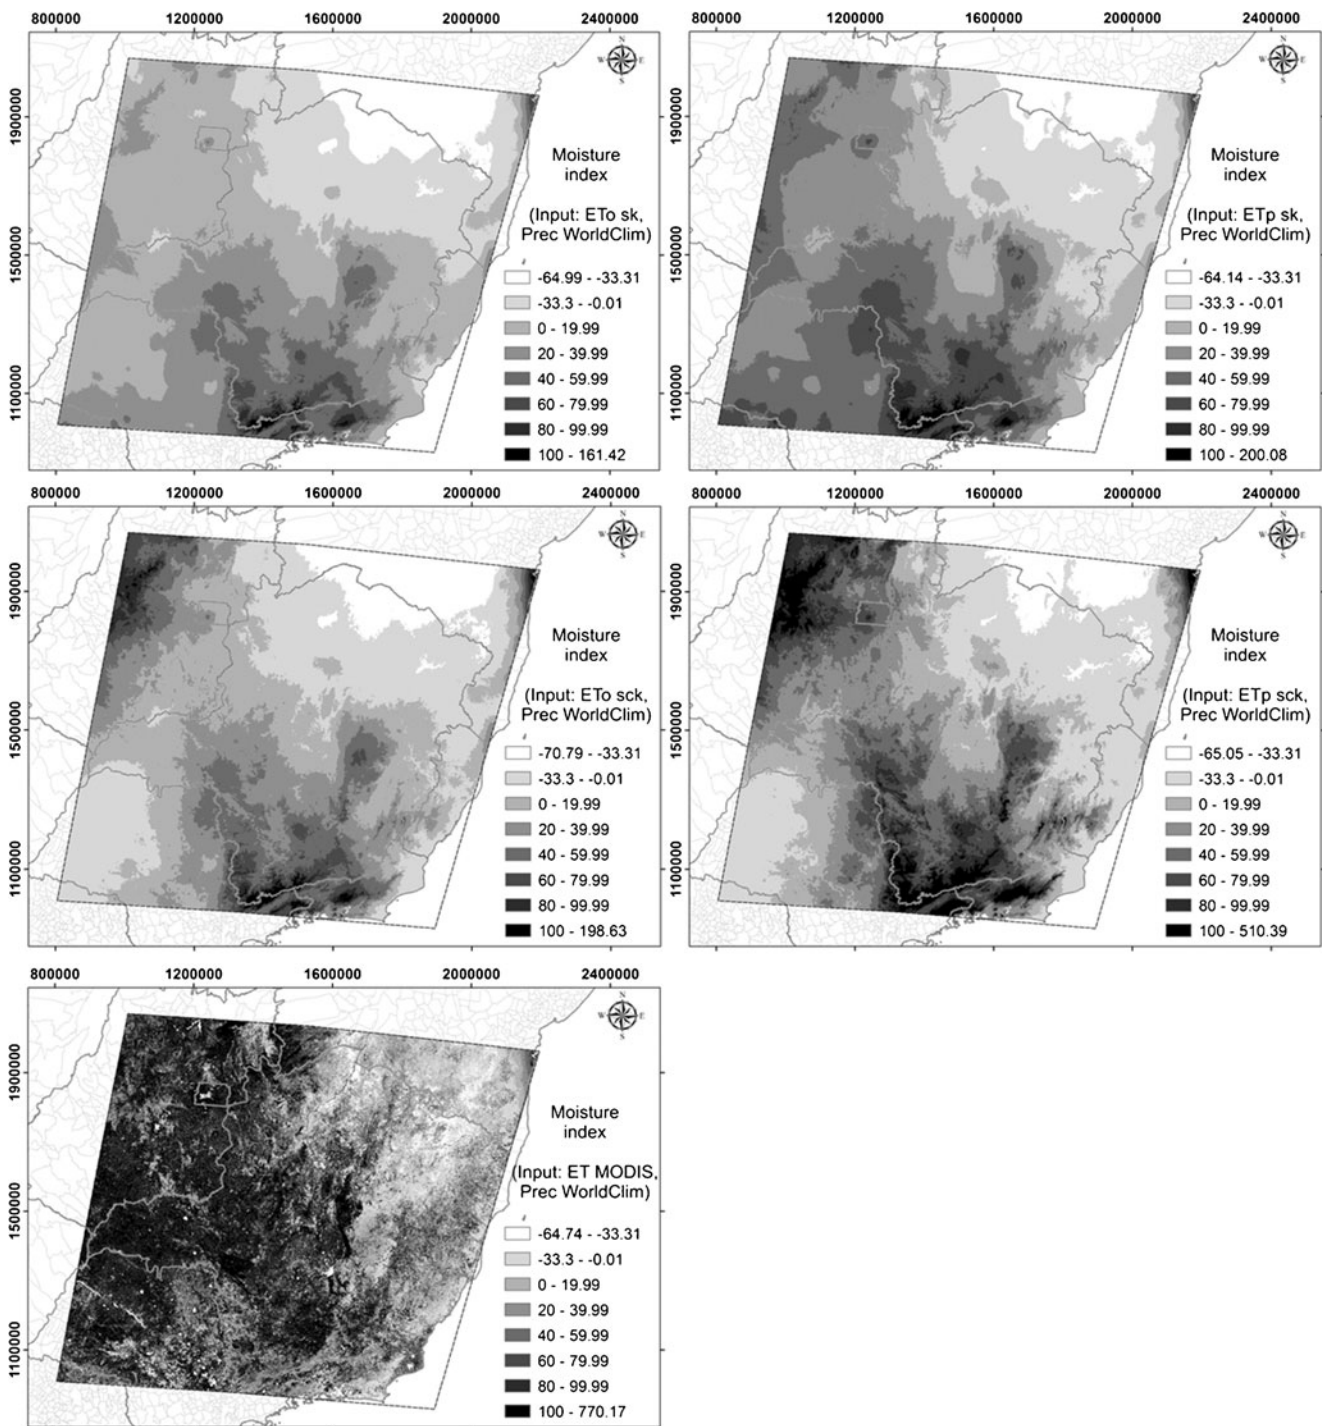 800000 1200000 1600000 2000000 2400000
1900000
1500000
1100000
N
W E
S
Moisture
index
(Input: ETo sk,
Prec WorldClim)
-64.99 - -33.31
-33.3 - -0.01
0 - 19.99
20 - 39.99
40 - 59.99
60 - 79.99
80 - 99.99
100 - 161.42
800000 1200000 1600000 2000000 2400000
1900000
1500000
1100000
N
W E
S
Moisture
index
(Input: ETp sk,
Prec WorldClim)
-64.14 - -33.31
-33.3 - -0.01
0 - 19.99
20 - 39.99
40 - 59.99
60 - 79.99
80 - 99.99
100 - 200.08
800000 1200000 1600000 2000000 2400000
1900000
1500000
1100000
N
W E
S
Moisture
index
(Input: ETo sck,
Prec WorldClim)
-70.79 - -33.31
-33.3 - -0.01
0 - 19.99
20 - 39.99
40 - 59.99
60 - 79.99
80 - 99.99
100 - 198.63
800000 1200000 1600000 2000000 2400000
1900000
1500000
1100000
N
W E
S
Moisture
index
(Input: ETp sck,
Prec WorldClim)
-65.05 - -33.31
-33.3 - -0.01
0 - 19.99
20 - 39.99
40 - 59.99
60 - 79.99
80 - 99.99
100 - 510.39
800000 1200000 1600000 2000000 2400000
1900000
1500000
1100000
N
W E
S
Moisture
index
(Input: ET MODIS,
Prec WorldClim)
-64.74 - -33.31
-33.3 - -0.01
0 - 19.99
20 - 39.99
40 - 59.99
60 - 79.99
80 - 99.99
100 - 770.17